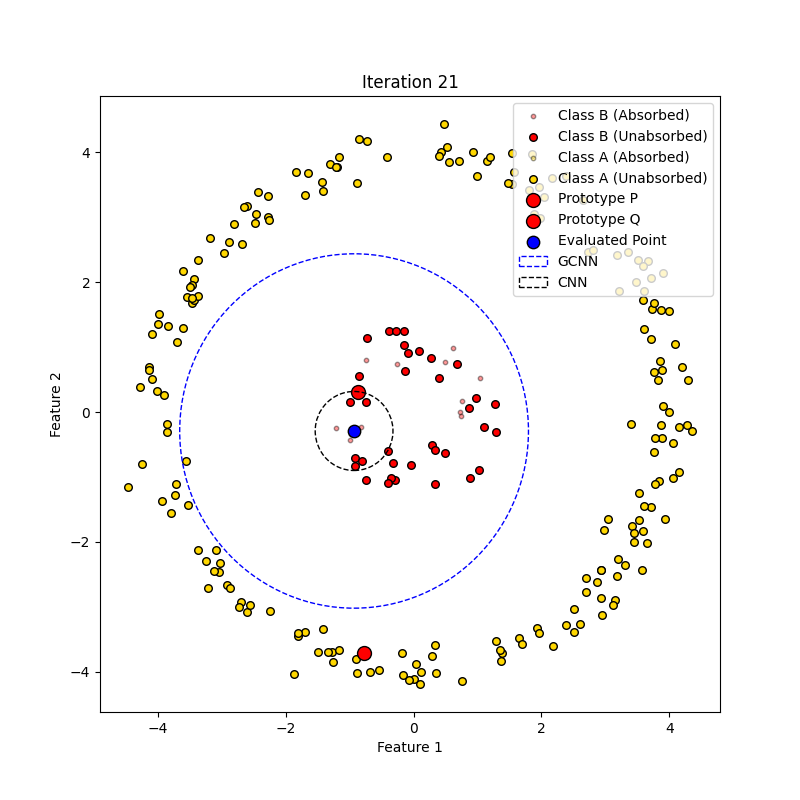 Iteration 21
Class B (Absorbed)
Class B (Unabsorbed)
Class A (Absorbed)
Class A (Unabsorbed)
Prototype P
Prototype Q
Evaluated Point
GCNN
CNN
4
2
0
−2
−4
Feature 2
−4 −2 0 2 4
Feature 1